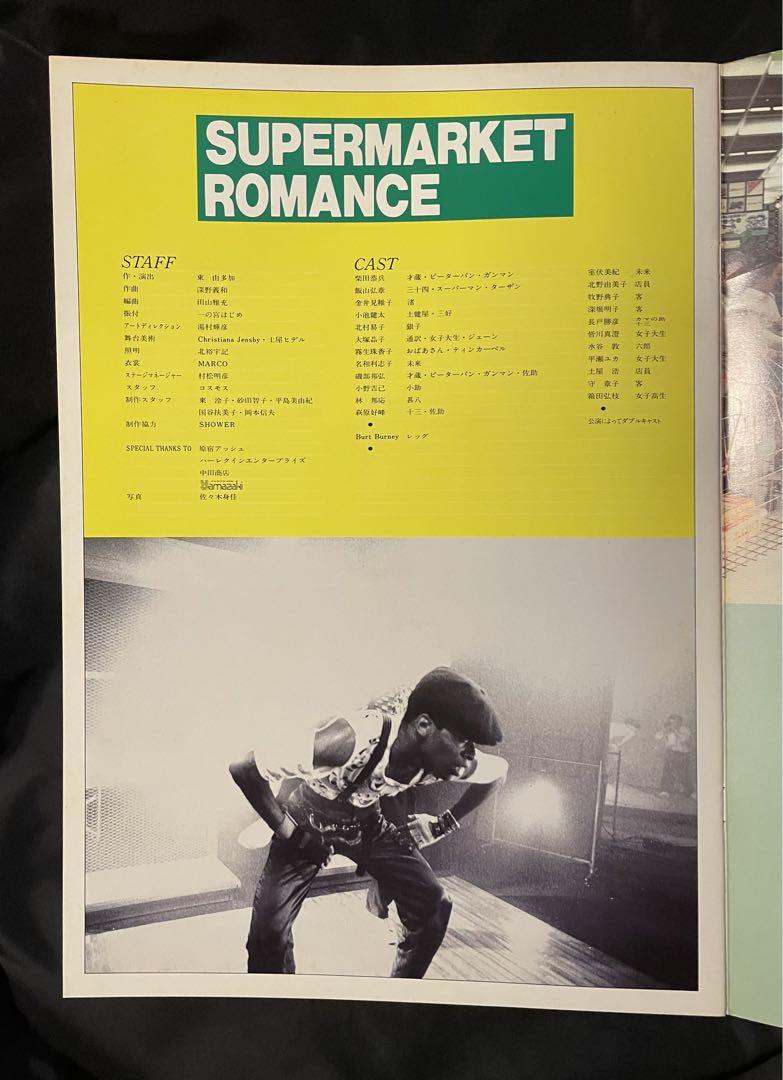 SUPERMARKET
ROMANCE
STAFF
作・演出 東 由多加
作曲 深野義和
編曲 田山雅充
振付 一の宮はじめ
アートディレクション 湯村輝彦
舞台美術 Christiana Jensby・土屋ヒデル
照明 北裕宇記
衣裳 MARCO
ステージマネージャー 村松明彦
スタッフ コスモス
制作スタッフ 東 洽子・砂田智子・平島美由紀
国谷扶美子・岡本信夫
制作協力 SHOWER
SPECIAL THANKS TO 原宿アッシュ
ハーレクインエンタープライズ
中田商店
Yamazaki
写真 佐々木身佳
CAST
柴田恭兵 才蔵・ピーターパン・ガンマン
飯山弘章 三十四・スーパーマン・ターザン
金井見稚子 渚
小池健太 土健屋・三好
北村易子 銀子
大塚晶子 通訳・女子大生・ジェーン
霧生珠香子 おばあさん・ティンカーベル
名和利志子 未来
磯部邦弘 才蔵・ピーターパン・ガンマン・佐助
小野吉己 小助
林 邦応 甚八
萩原好峰 十三・佐助
●
Burt Burney レッグ
●
室伏美紀 未来
北野由美子 店員
牧野典子 客
深堀明子 客
長戸勝彦 十三
皆川真澄 女子大生
水谷 敦 六郎
平瀬ユカ 女子大生
土屋 浩 店員
守 章子 客
箱田弘枝 女子高生
●
公演によってダブルキャスト